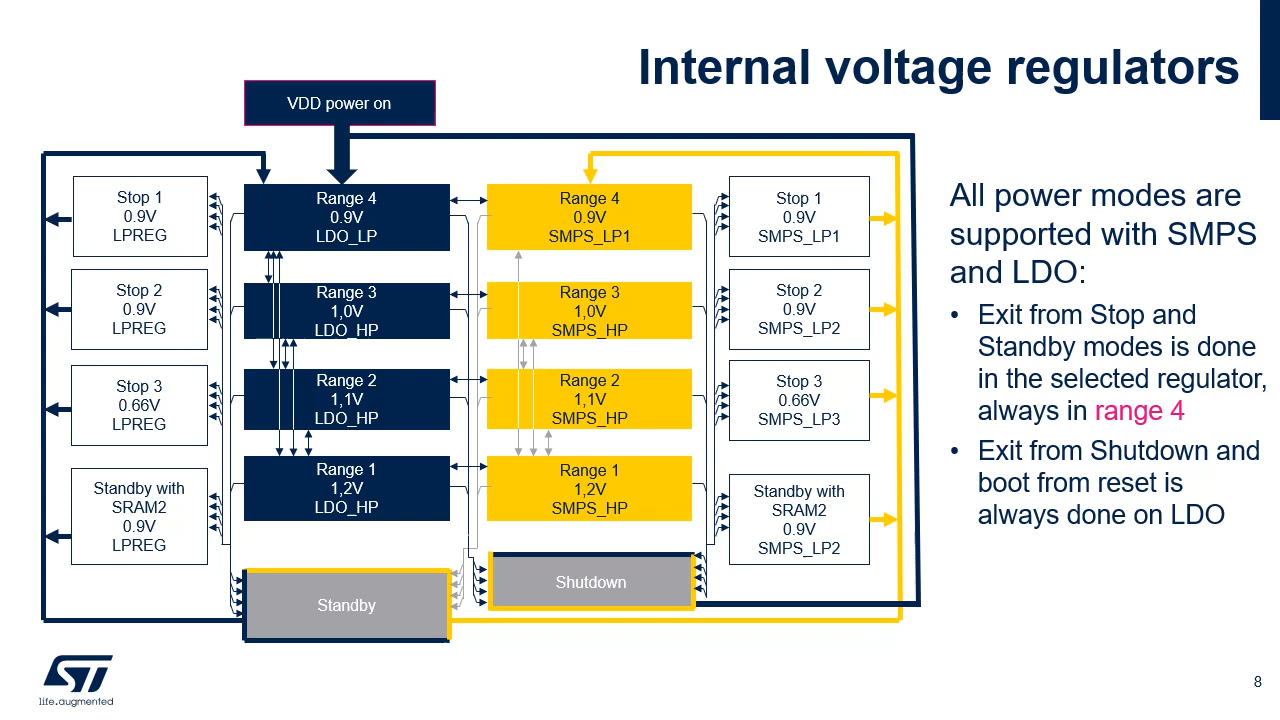 Internal voltage regulators
VDD power on
Stop 1
0.9V
LPREG
Stop 2
0.9V
LPREG
Stop 3
0.66V
LPREG
Standby with
SRAM2
0.9V
LPREG
Range 4
0.9V
LDO_LP
Range 3
1,0V
LDO_HP
Range 2
1,1V
LDO_HP
Range 1
1,2V
LDO_HP
Standby
Range 4
0.9V
SMPS_LP1
Range 3
1,0V
SMPS_HP
Range 2
1,1V
SMPS_HP
Range 1
1,2V
SMPS_HP
Shutdown
Stop 1
0.9V
SMPS_LP1
Stop 2
0.9V
SMPS_LP2
Stop 3
0.66V
SMPS_LP3
Standby with
SRAM2
0.9V
SMPS_LP2
All power modes are
supported with SMPS
and LDO:
• Exit from Stop and
Standby modes is done
in the selected regulator,
always in range 4
• Exit from Shutdown and
boot from reset is
always done on LDO
ST
life.augmented
8